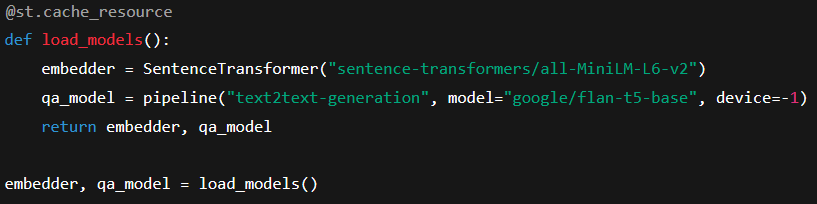 @st.cache_resource
def load_models():
    embedder = SentenceTransformer("sentence-transformers/all-MiniLM-L6-v2")
    qa_model = pipeline("text2text-generation", model="google/flan-t5-base", device=-1)
    return embedder, qa_model

embedder, qa_model = load_models()